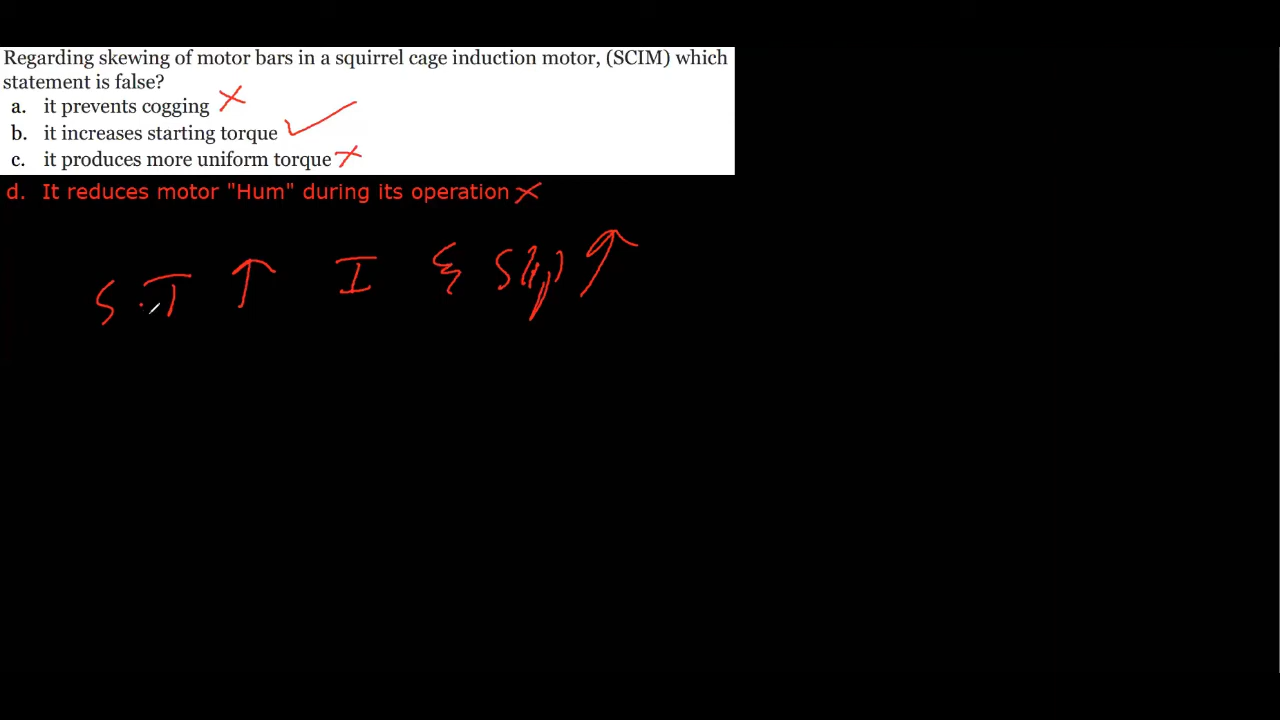 Regarding skewing of motor bars in a squirrel cage induction motor, (SCIM) which
statement is false?
a. it prevents cogging
b. it increases starting torque
c. it produces more uniform torque
d. It reduces motor "Hum" during its operation
S.T ↑ I & Slip ↑